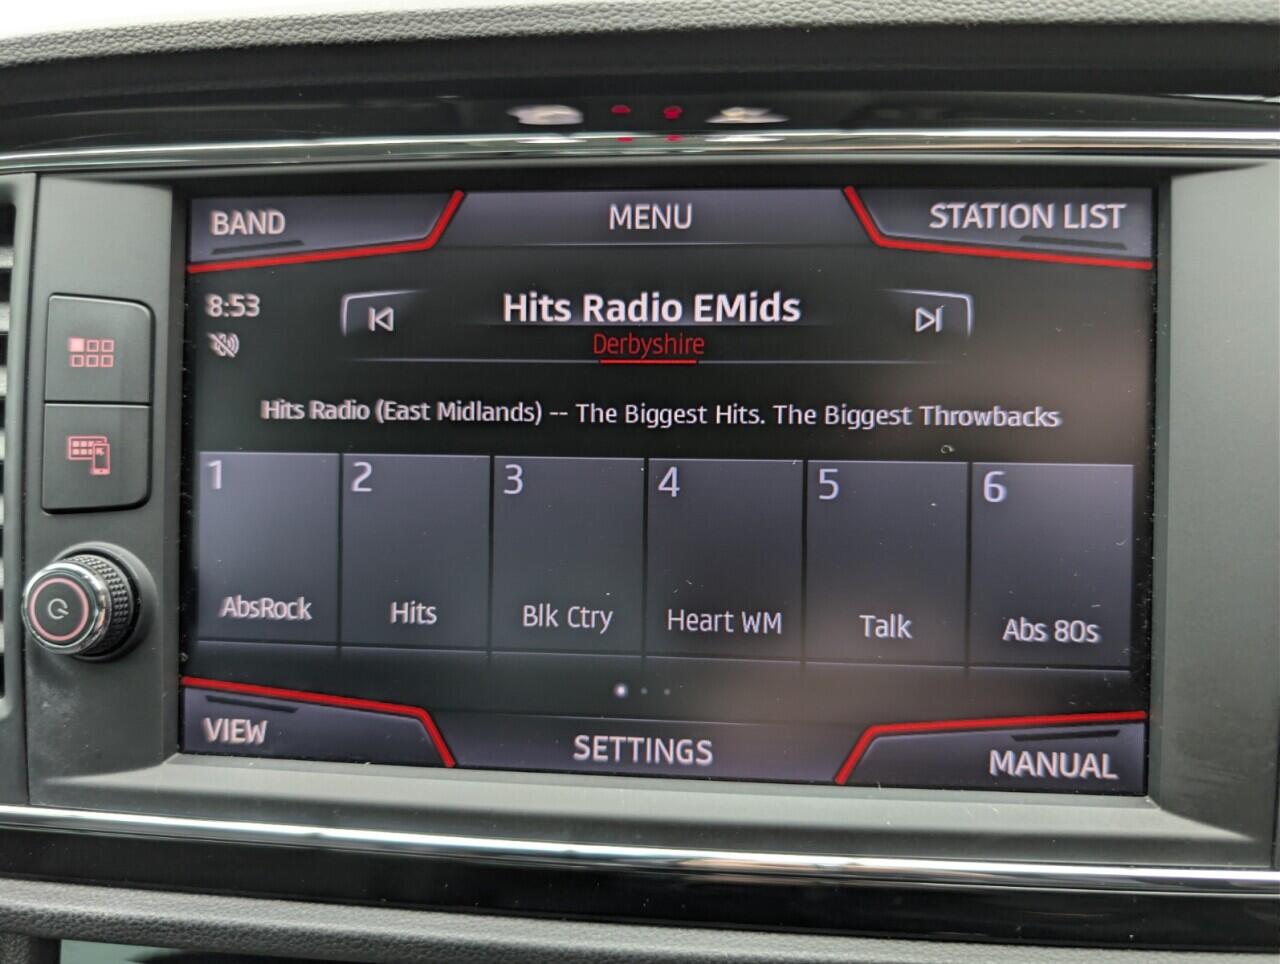 BAND MENU STATION LIST
8:53 Hits Radio EMids
Derbyshire
Hits Radio (East Midlands) -- The Biggest Hits. The Biggest Throwbacks
1 2 3 4 5 6
AbsRock Hits Blk Ctry Heart WM Talk Abs 80s
VIEW SETTINGS MANUAL